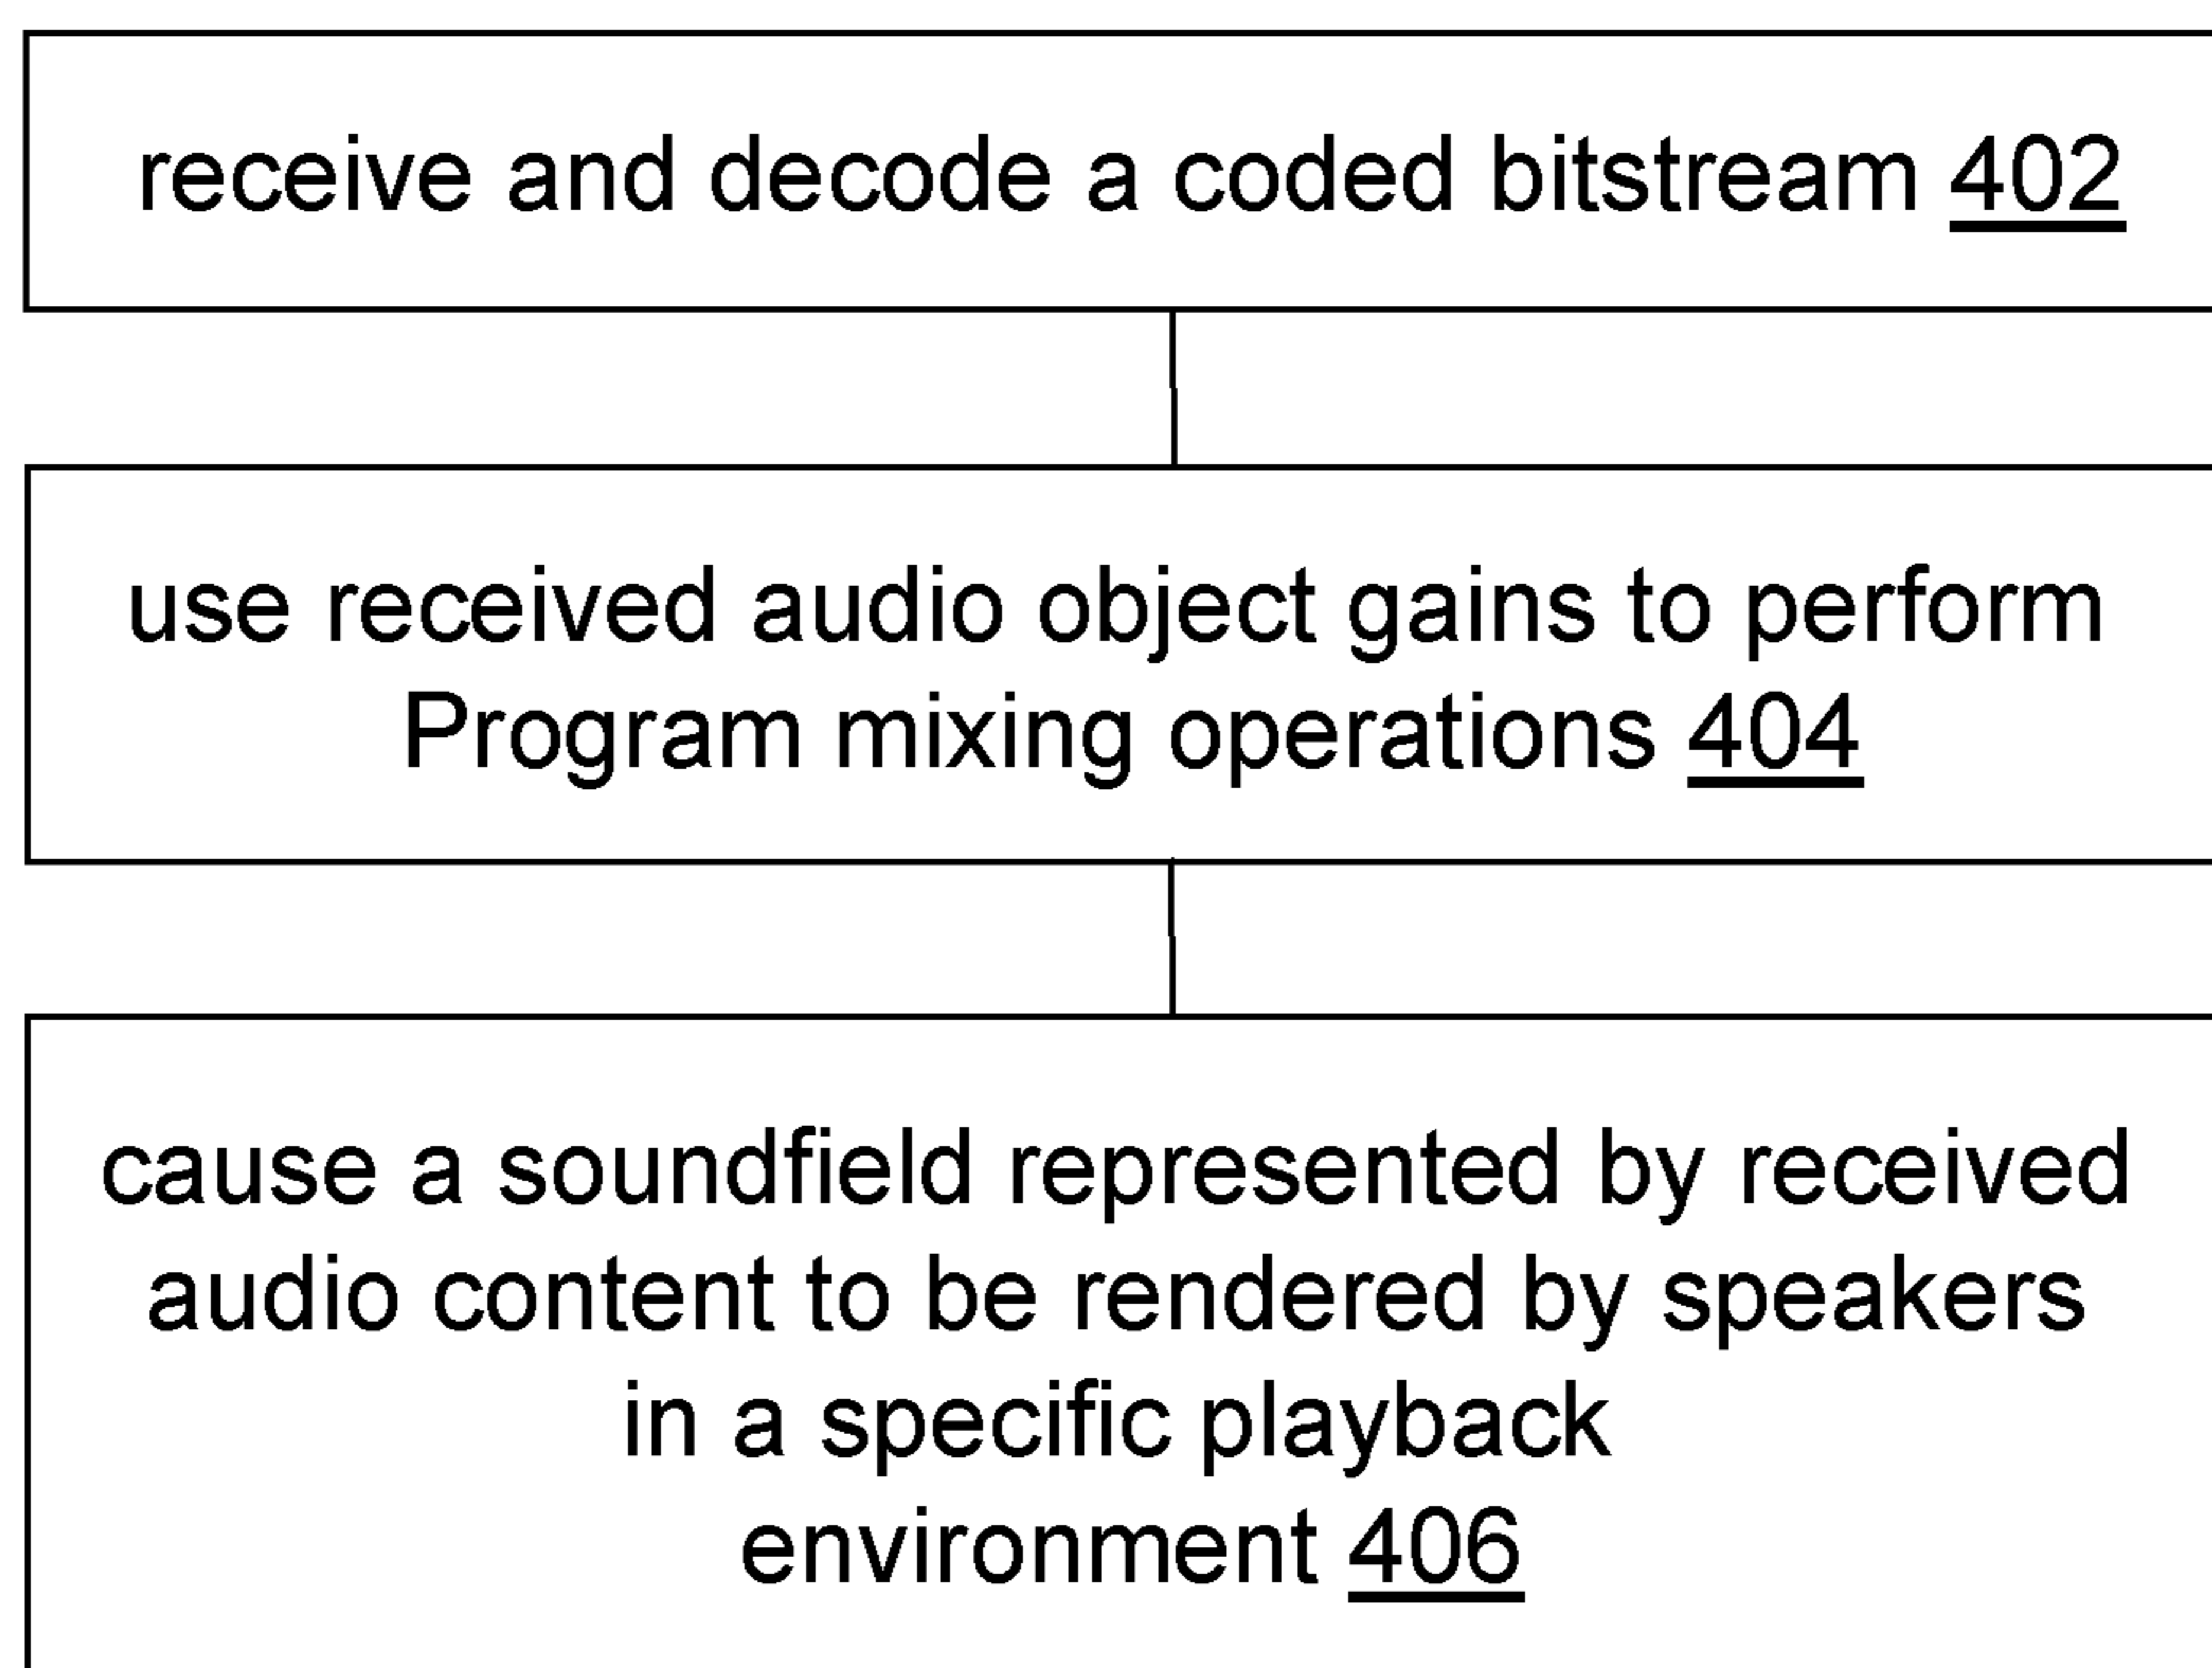 receive and decode a coded bitstream 402
use received audio object gains to perform
Program mixing operations 404
cause a soundfield represented by received
audio content to be rendered by speakers
in a specific playback
environment 406